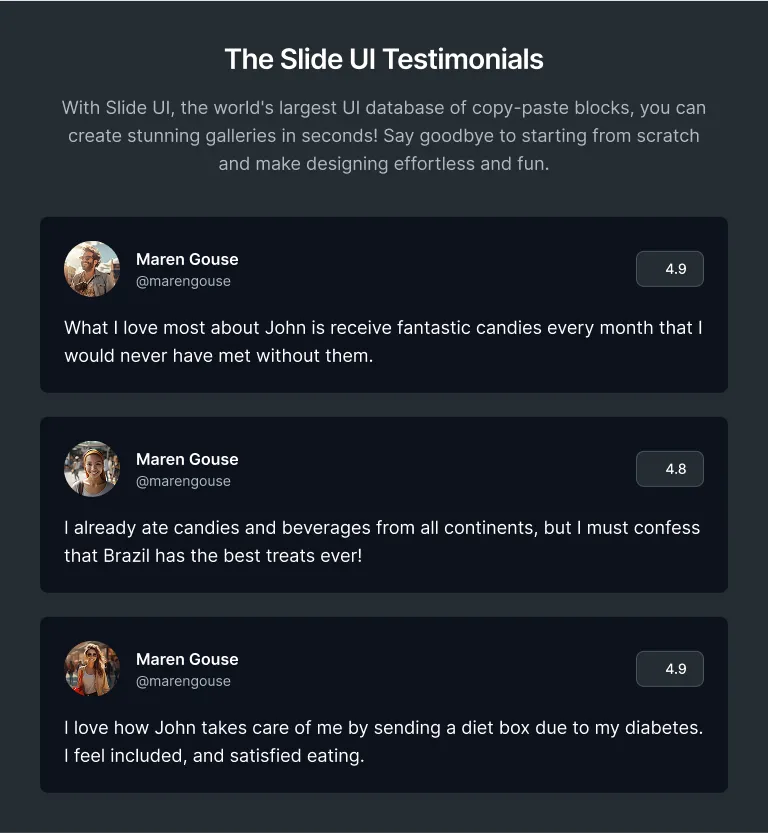 The Slide UI Testimonials
With Slide UI, the world's largest UI database of copy-paste blocks, you can
create stunning galleries in seconds! Say goodbye to starting from scratch
and make designing effortless and fun.
Maren Gouse
@marengouse
4.9
What I love most about John is receive fantastic candies every month that I
would never have met without them.
Maren Gouse
@marengouse
4.8
I already ate candies and beverages from all continents, but I must confess
that Brazil has the best treats ever!
Maren Gouse
@marengouse
4.9
I love how John takes care of me by sending a diet box due to my diabetes.
I feel included, and satisfied eating.